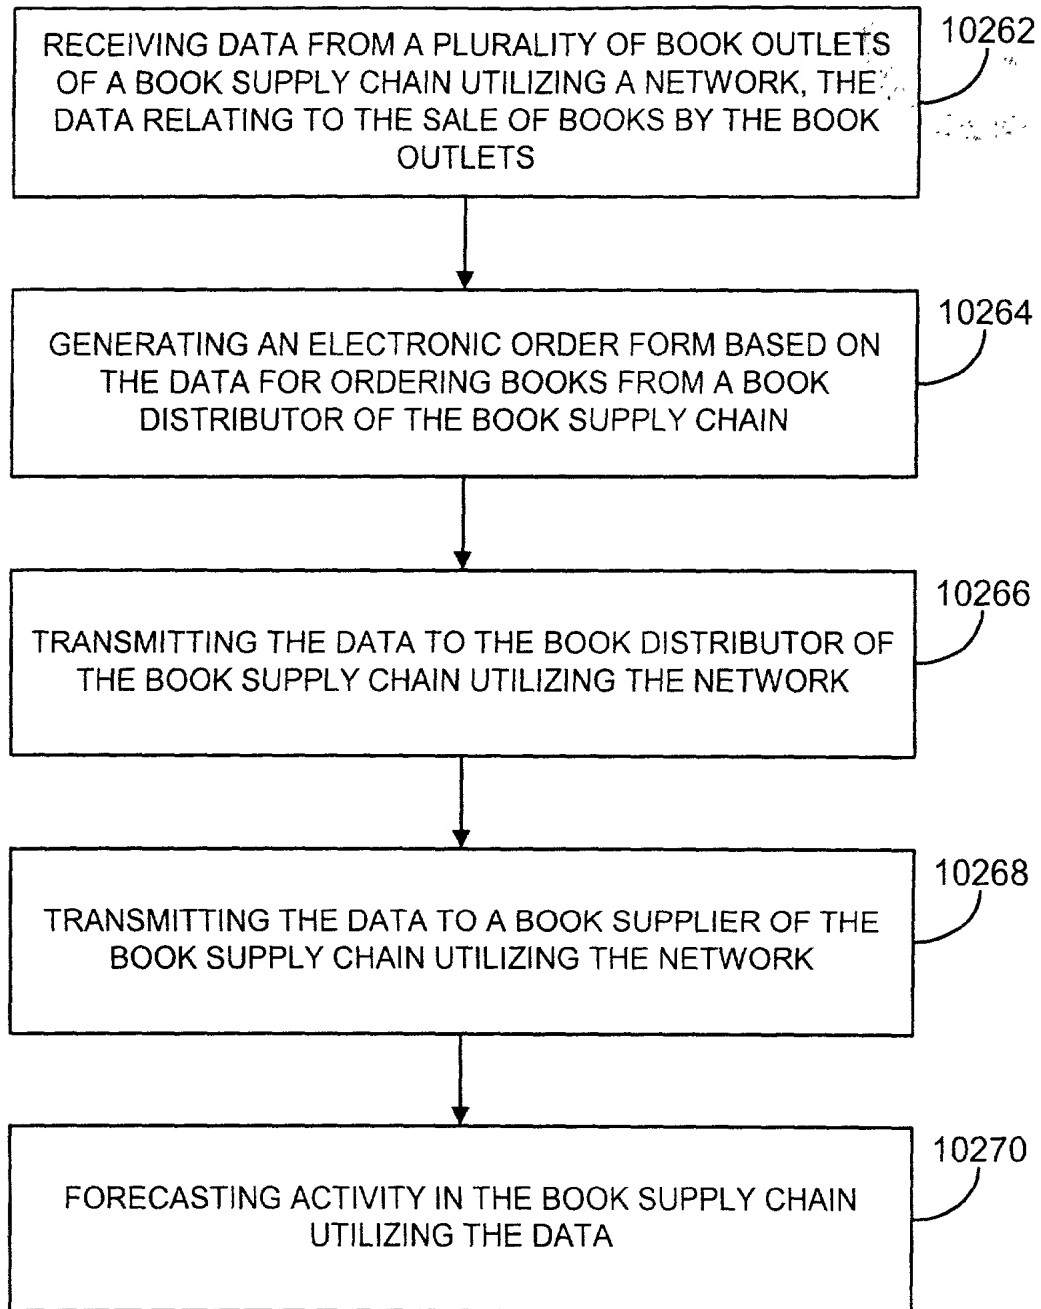 RECEIVING DATA FROM A PLURALITY OF BOOK OUTLETS
OF A BOOK SUPPLY CHAIN UTILIZING A NETWORK, THE
DATA RELATING TO THE SALE OF BOOKS BY THE BOOK
OUTLETS
10262
GENERATING AN ELECTRONIC ORDER FORM BASED ON
THE DATA FOR ORDERING BOOKS FROM A BOOK
DISTRIBUTOR OF THE BOOK SUPPLY CHAIN
10264
TRANSMITTING THE DATA TO THE BOOK DISTRIBUTOR OF
THE BOOK SUPPLY CHAIN UTILIZING THE NETWORK
10266
TRANSMITTING THE DATA TO A BOOK SUPPLIER OF THE
BOOK SUPPLY CHAIN UTILIZING THE NETWORK
10268
FORECASTING ACTIVITY IN THE BOOK SUPPLY CHAIN
UTILIZING THE DATA
10270